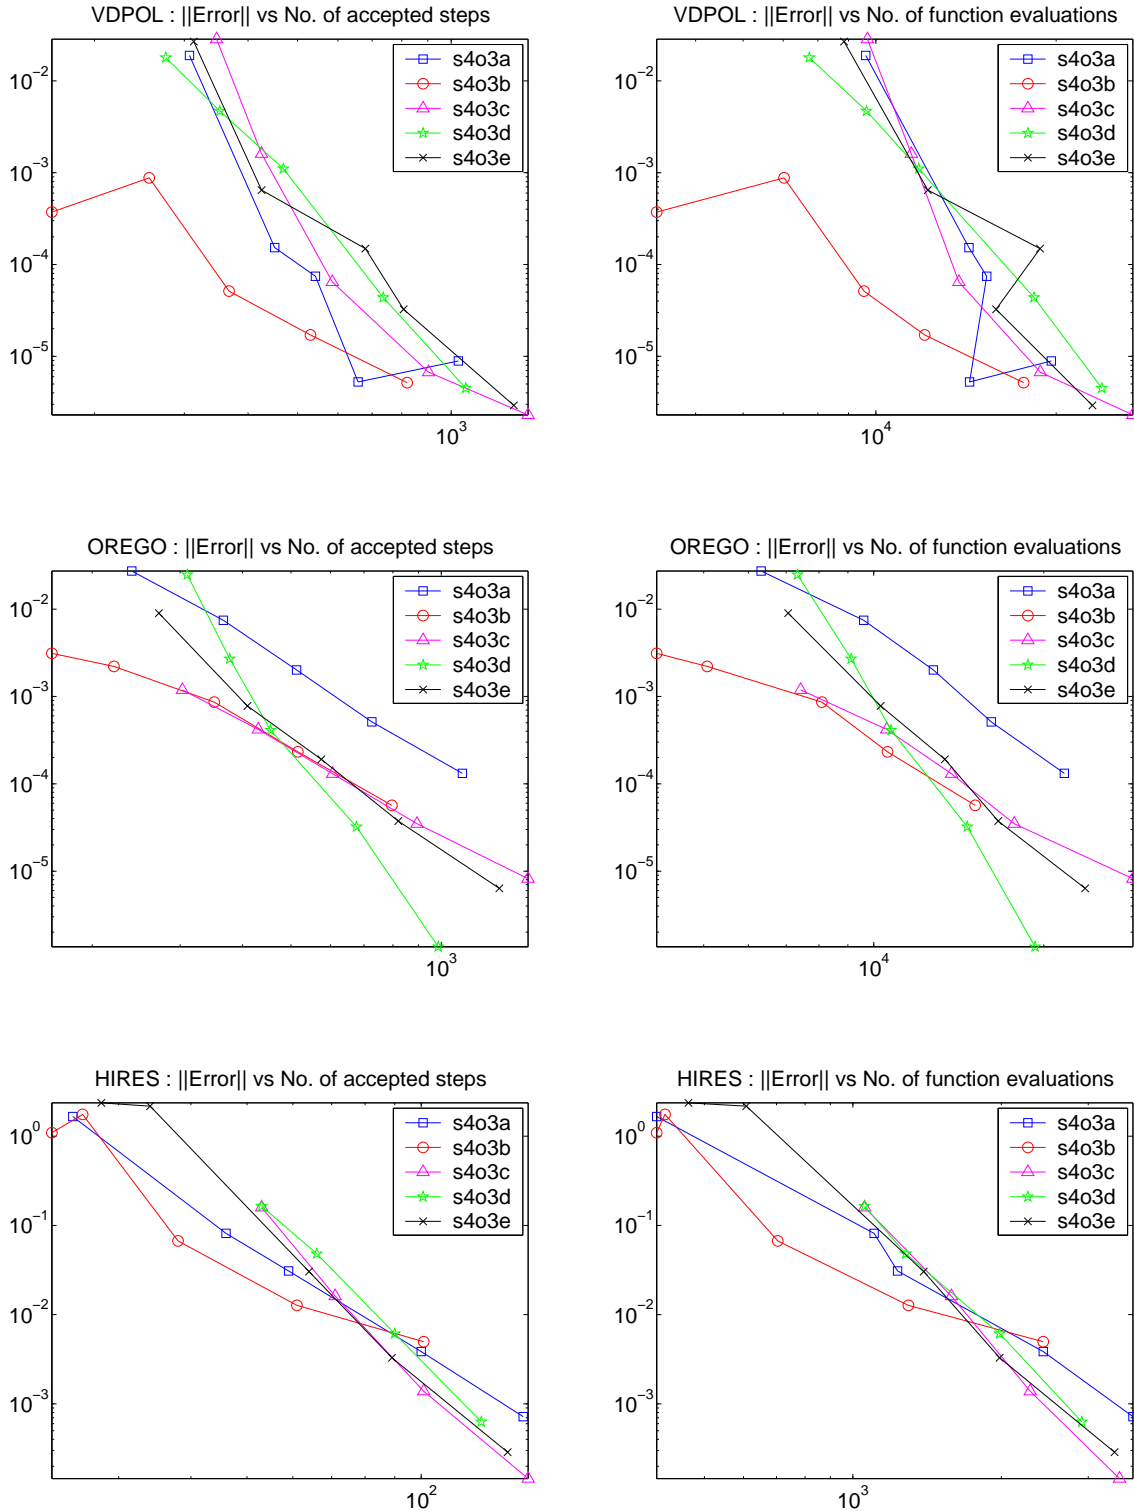 VDPOL : ||Error|| vs No. of accepted steps
10^−2
10^−3
10^−4
10^−5
10^3
s4o3a
s4o3b
s4o3c
s4o3d
s4o3e
VDPOL : ||Error|| vs No. of function evaluations
10^−2
10^−3
10^−4
10^−5
10^4
s4o3a
s4o3b
s4o3c
s4o3d
s4o3e
OREGO : ||Error|| vs No. of accepted steps
10^−2
10^−3
10^−4
10^−5
10^3
s4o3a
s4o3b
s4o3c
s4o3d
s4o3e
OREGO : ||Error|| vs No. of function evaluations
10^−2
10^−3
10^−4
10^−5
10^4
s4o3a
s4o3b
s4o3c
s4o3d
s4o3e
HIRES : ||Error|| vs No. of accepted steps
10^0
10^−1
10^−2
10^−3
10^2
s4o3a
s4o3b
s4o3c
s4o3d
s4o3e
HIRES : ||Error|| vs No. of function evaluations
10^0
10^−1
10^−2
10^−3
10^3
s4o3a
s4o3b
s4o3c
s4o3d
s4o3e